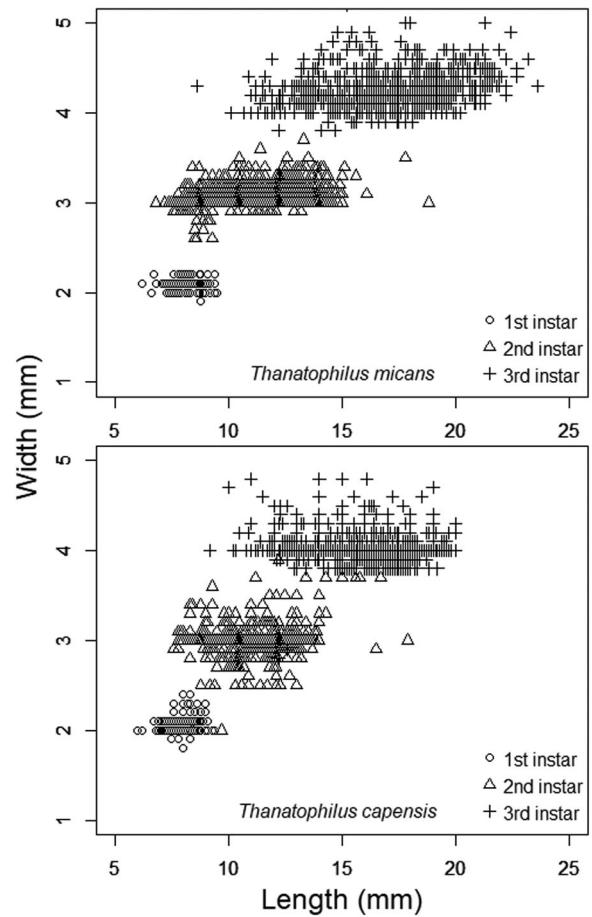 5
4
3
2
1
○ 1st instar
△ 2nd instar
+ 3rd instar
Thanatophilus micans
5 10 15 20 25
Width (mm)
5
4
3
2
1
○ 1st instar
△ 2nd instar
+ 3rd instar
Thanatophilus capensis
5 10 15 20 25
Length (mm)